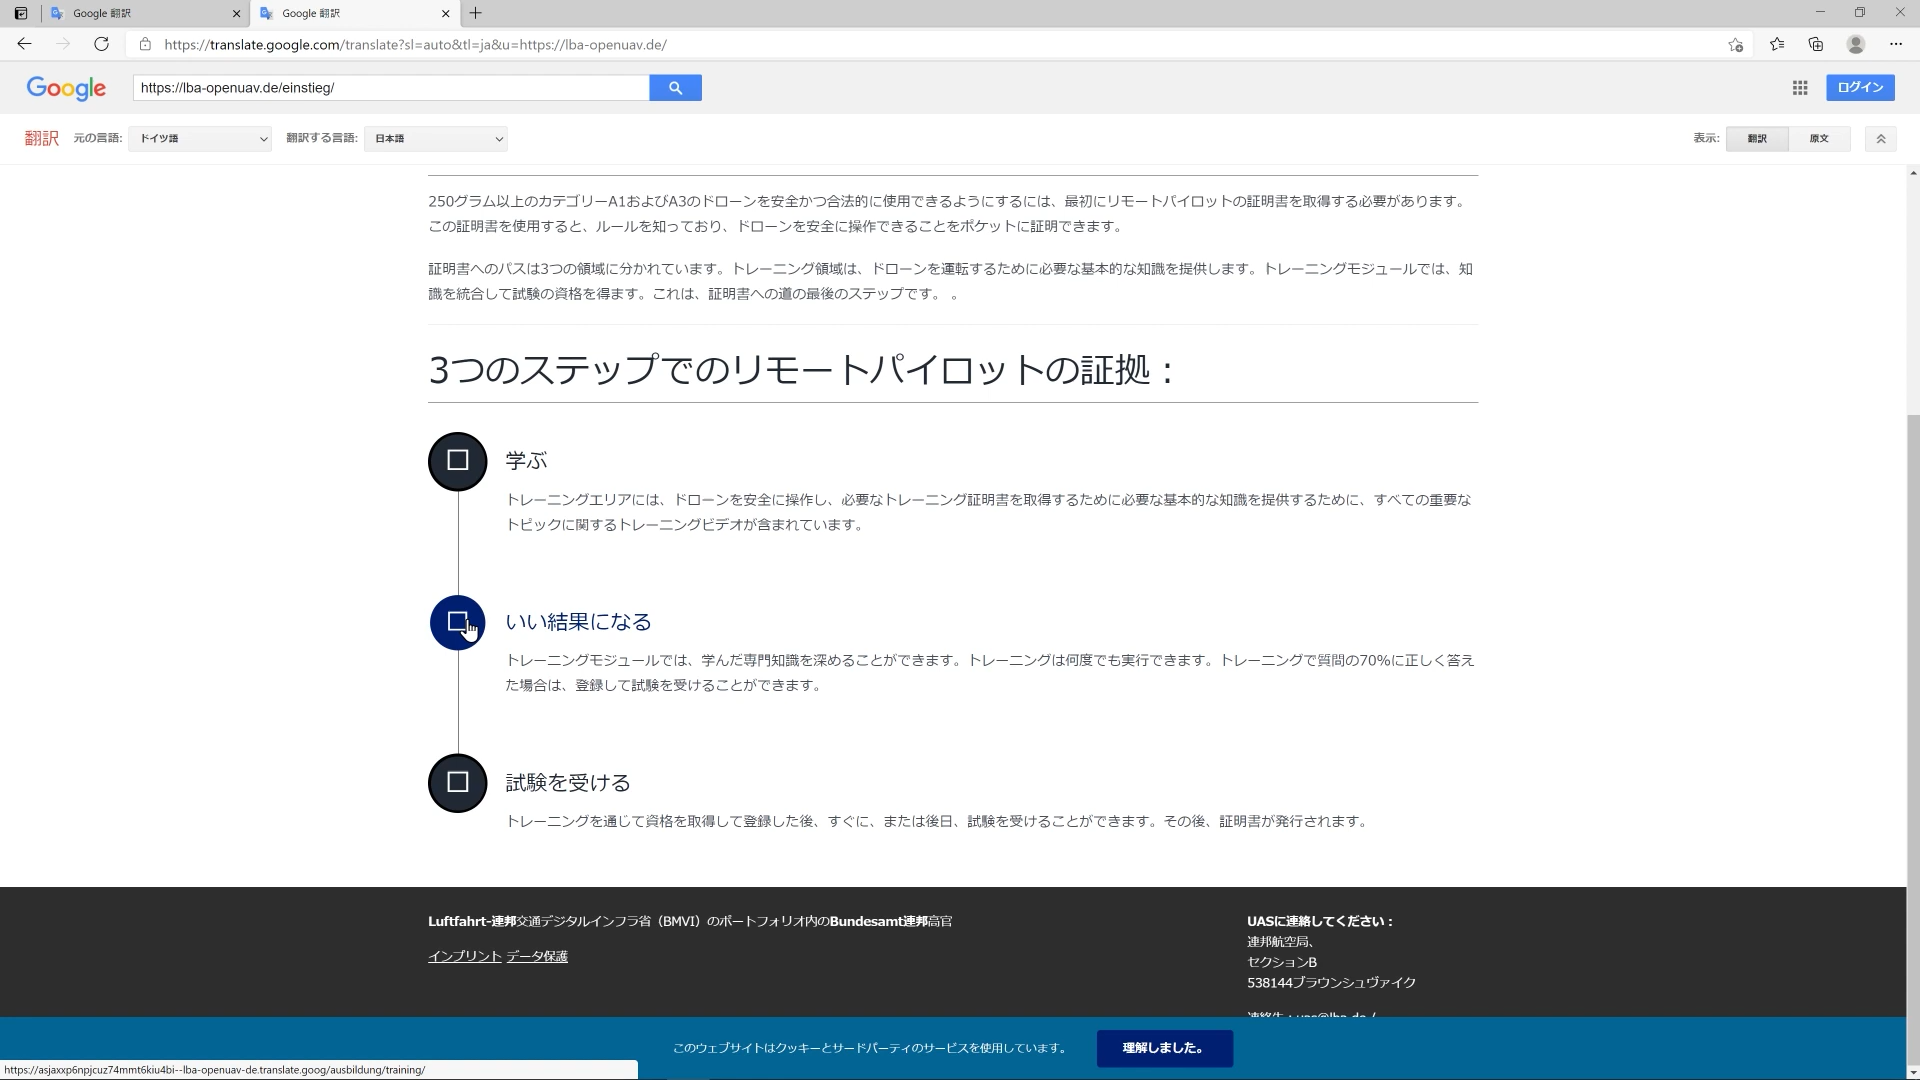 Google 翻訳
Google 翻訳
https://translate.google.com/translate?sl=auto&tl=ja&u=https://lba-openuav.de/
Google
https://lba-openuav.de/einstieg/
ログイン
翻訳 元の言語: ドイツ語 翻訳する言語: 日本語 表示: 翻訳 原文
250グラム以上のカテゴリーA1およびA3のドローンを安全かつ合法的に使用できるようにするには、最初にリモートパイロットの証明書を取得する必要があります。
この証明書を使用すると、ルールを知っており、ドローンを安全に操作できることをポケットに証明できます。
証明書へのパスは3つの領域に分かれています。トレーニング領域は、ドローンを運転するために必要な基本的な知識を提供します。トレーニングモジュールでは、知
識を統合して試験の資格を得ます。これは、証明書への道の最後のステップです。 。
3つのステップでのリモートパイロットの証拠：
学ぶ
トレーニングエリアには、ドローンを安全に操作し、必要なトレーニング証明書を取得するために必要な基本的な知識を提供するために、すべての重要な
トピックに関するトレーニングビデオが含まれています。
いい結果になる
トレーニングモジュールでは、学んだ専門知識を深めることができます。トレーニングは何度でも実行できます。トレーニングで質問の70％に正しく答え
た場合は、登録して試験を受けることができます。
試験を受ける
トレーニングを通じて資格を取得して登録した後、すぐに、または後日、試験を受けることができます。その後、証明書が発行されます。
Luftfahrt-連邦交通デジタルインフラ省（BMVI）のポートフォリオ内のBundesamt連邦高官
インプリント データ保護
UASに連絡してください：
連邦航空局、
セクションB
538144ブラウンシュヴァイク
連絡先：uas@lba.de /
このウェブサイトはクッキーとサードパーティのサービスを使用しています。
理解しました。
https://asjaxxp6npjcuz74mmt6kiu4bi--lba-openuav-de.translate.goog/ausbildung/training/